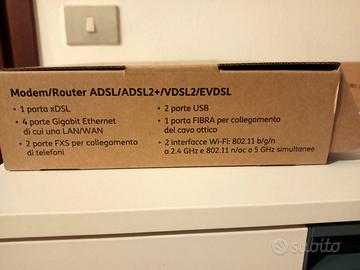 Modem/Router ADSL/ADSL2+/VDSL2/EVDSL
• 1 porta xDSL
• 4 porte Gigabit Ethernet
di cui una LAN/WAN
• 2 porte FXS per collegamento
di telefoni
• 2 porte USB
• 1 porta FIBRA per collegamento
del cavo ottico
• 2 interfacce Wi-Fi: 802.11 b/g/n
a 2.4 GHz e 802.11 n/ac a 5 GHz simultanee
subito